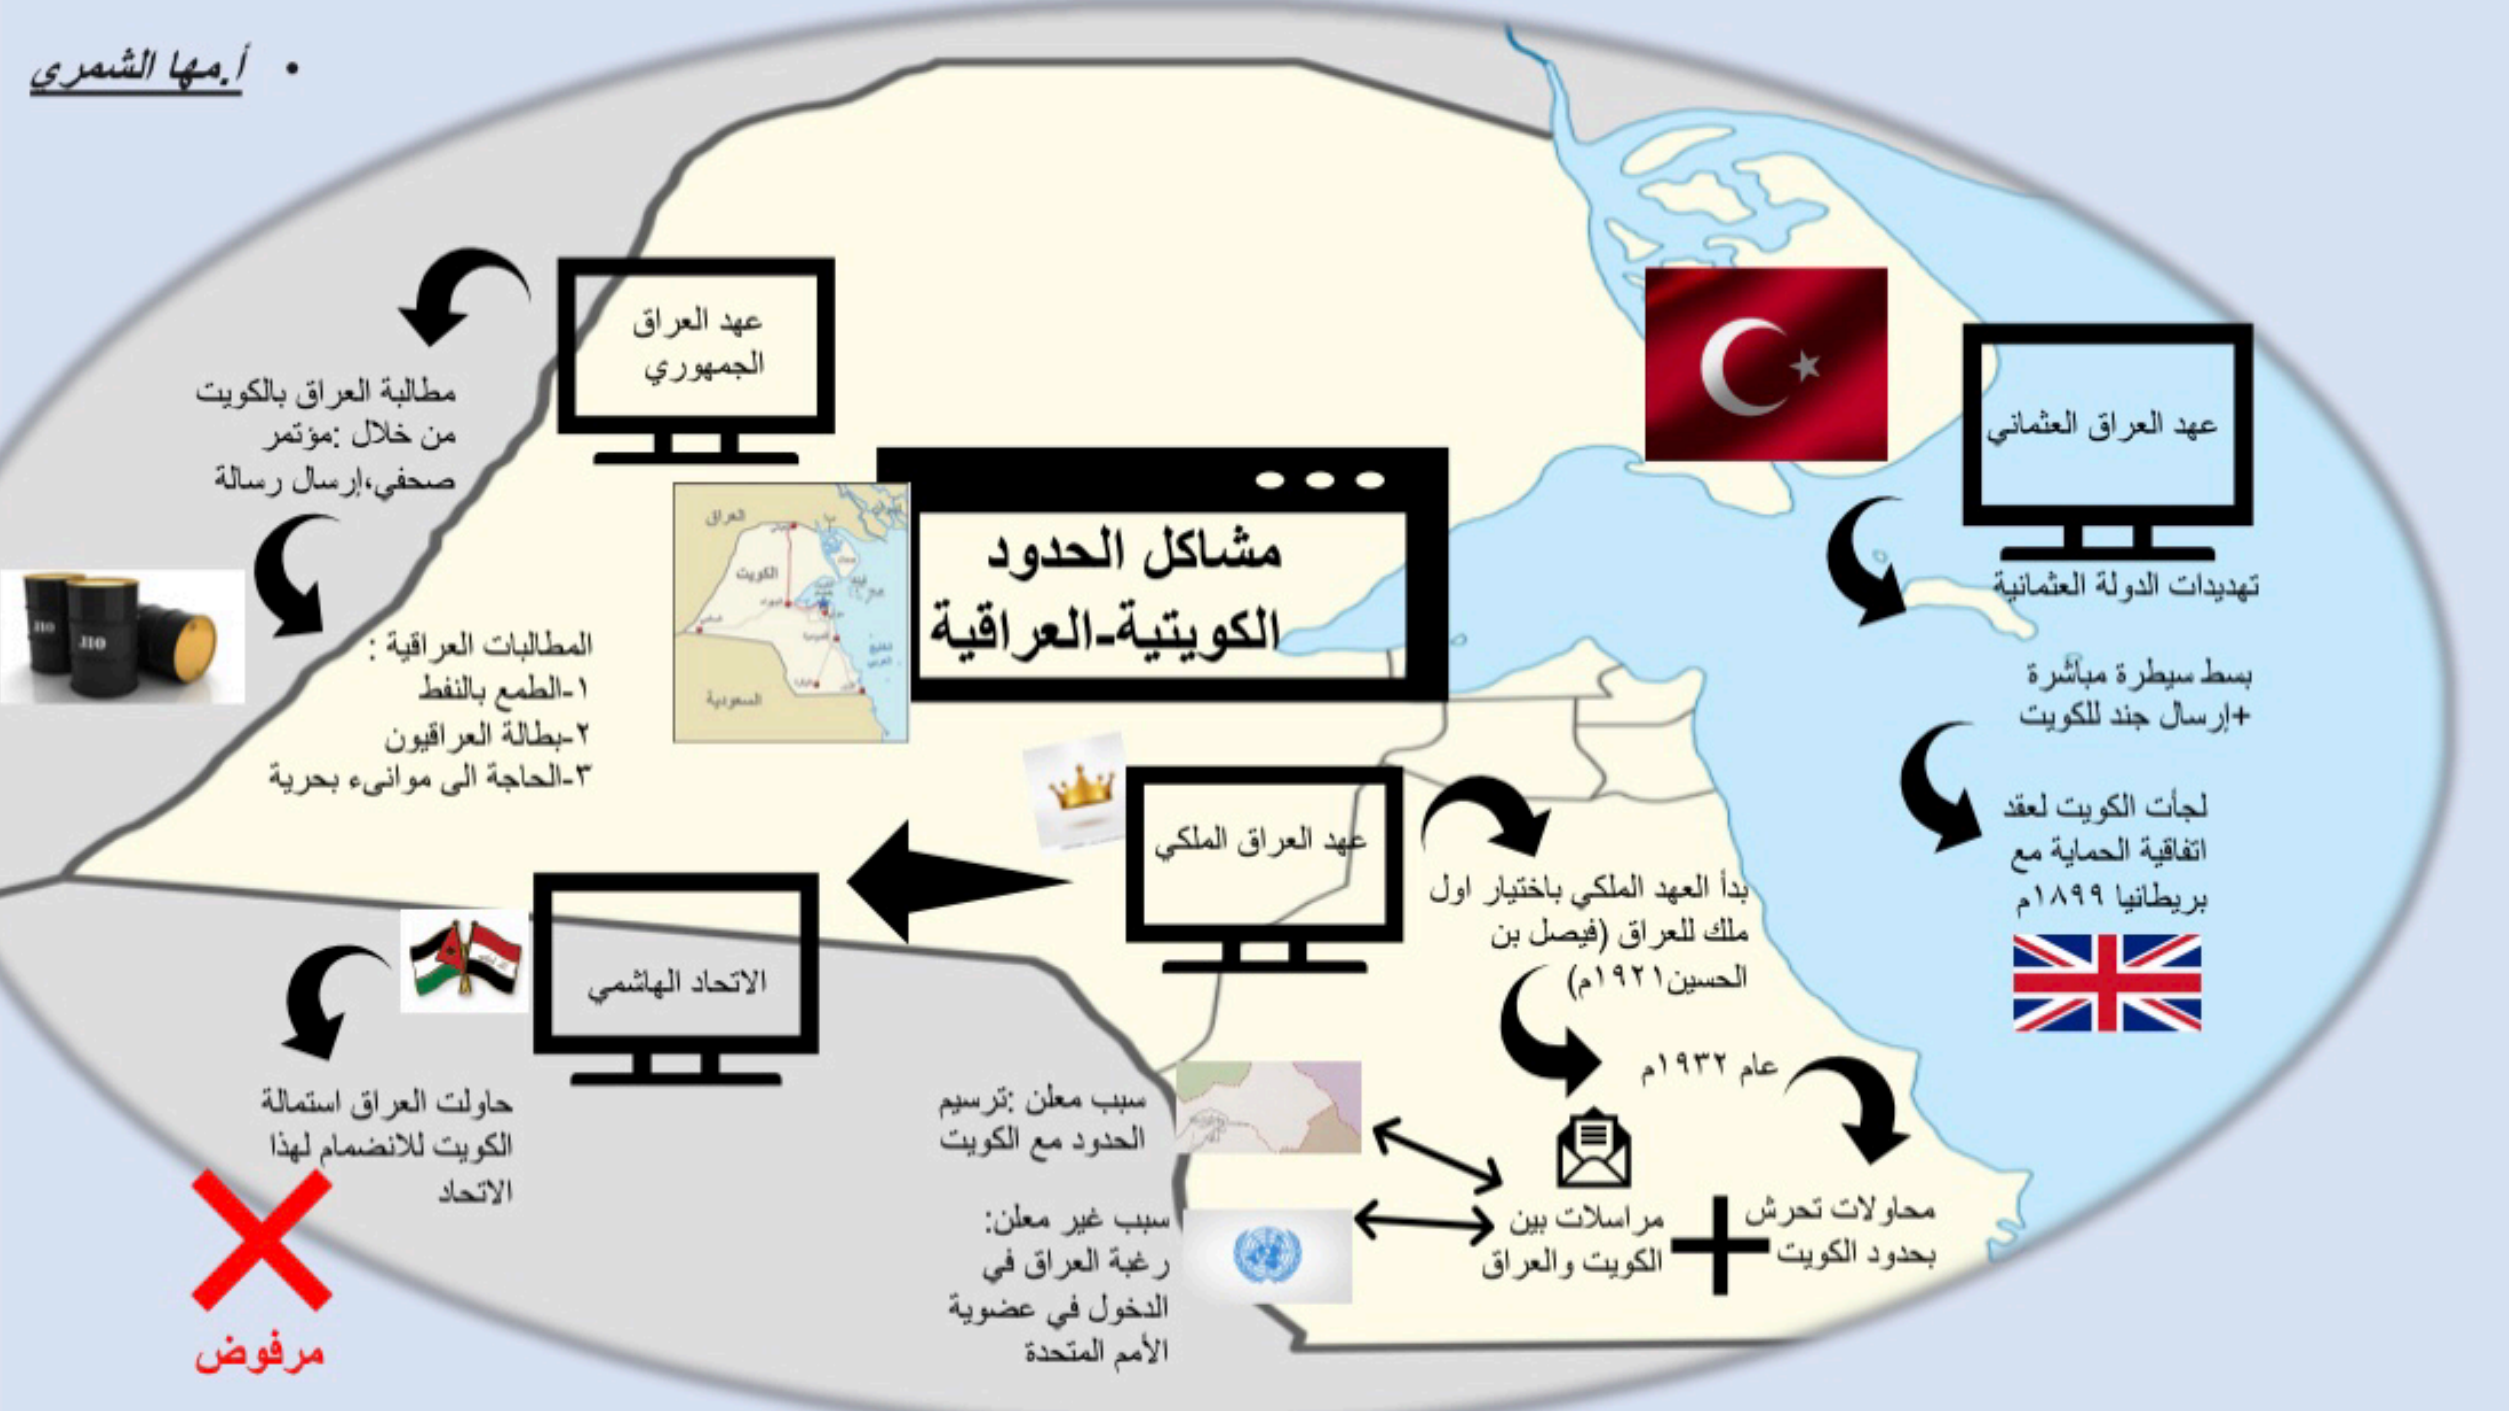 أ.مها الشمري
مشاكل الحدود
الكويتية-العراقية
العراق
الكويت
السعودية
عهد العراق العثماني
تهديدات الدولة العثمانية
بسط سيطرة مباشرة
+إرسال جند للكويت
لجأت الكويت لعقد
اتفاقية الحماية مع
بريطانيا ١٨٩٩م
عهد العراق الملكي
بدأ العهد الملكي باختيار اول
ملك للعراق (فيصل بن
الحسين١٩٢١م)
عام ١٩٣٢م
محاولات تحرش
بحدود الكويت
مراسلات بين
الكويت والعراق
سبب معلن :ترسيم
الحدود مع الكويت
سبب غير معلن:
رغبة العراق في
الدخول في عضوية
الأمم المتحدة
الاتحاد الهاشمي
حاولت العراق استمالة
الكويت للانضمام لهذا
الاتحاد
مرفوض
عهد العراق
الجمهوري
مطالبة العراق بالكويت
من خلال :مؤتمر
صحفي،إرسال رسالة
المطالبات العراقية :
١-الطمع بالنفط
٢-بطالة العراقيون
٣-الحاجة الى موانىء بحرية